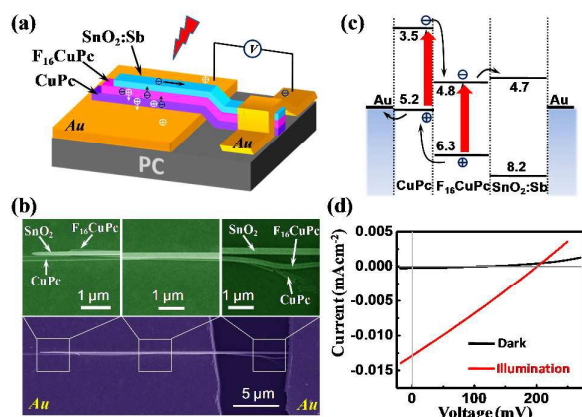 (a)
SnO₂:Sb
F₁₆CuPc
CuPc
V
Au
Au
PC
(b)
SnO₂
F₁₆CuPc
CuPc
1 μm
1 μm
SnO₂
F₁₆CuPc
CuPc
1 μm
Au
5 μm
Au
(c)
3.5
4.8
4.7
Au
5.2
Au
6.3
8.2
CuPc
F₁₆CuPc
SnO₂:Sb
(d)
Current (mAcm⁻²)
0.005
0.000
-0.005
-0.010
-0.015
Dark
Illumination
0
100
200
Voltage (mV)